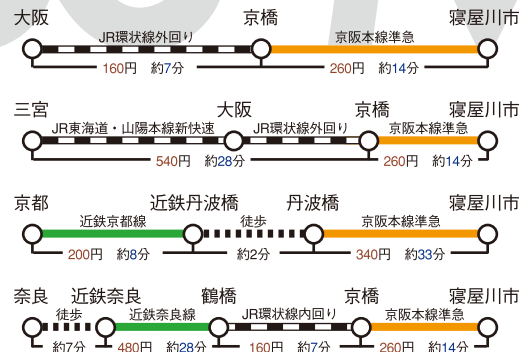 大阪 京橋 寝屋川市
JR環状線外回り 京阪本線準急
160円 約7分 260円 約14分
三宮 大阪 京橋 寝屋川市
JR東海道・山陽本線新快速 JR環状線外回り 京阪本線準急
540円 約28分 260円 約14分
京都 近鉄丹波橋 丹波橋 寝屋川市
近鉄京都線 徒歩 京阪本線準急
200円 約8分 約2分 340円 約33分
奈良 近鉄奈良 鶴橋 京橋 寝屋川市
徒歩 近鉄奈良線 JR環状線内回り 京阪本線準急
約7分 480円 約28分 160円 約7分 260円 約14分